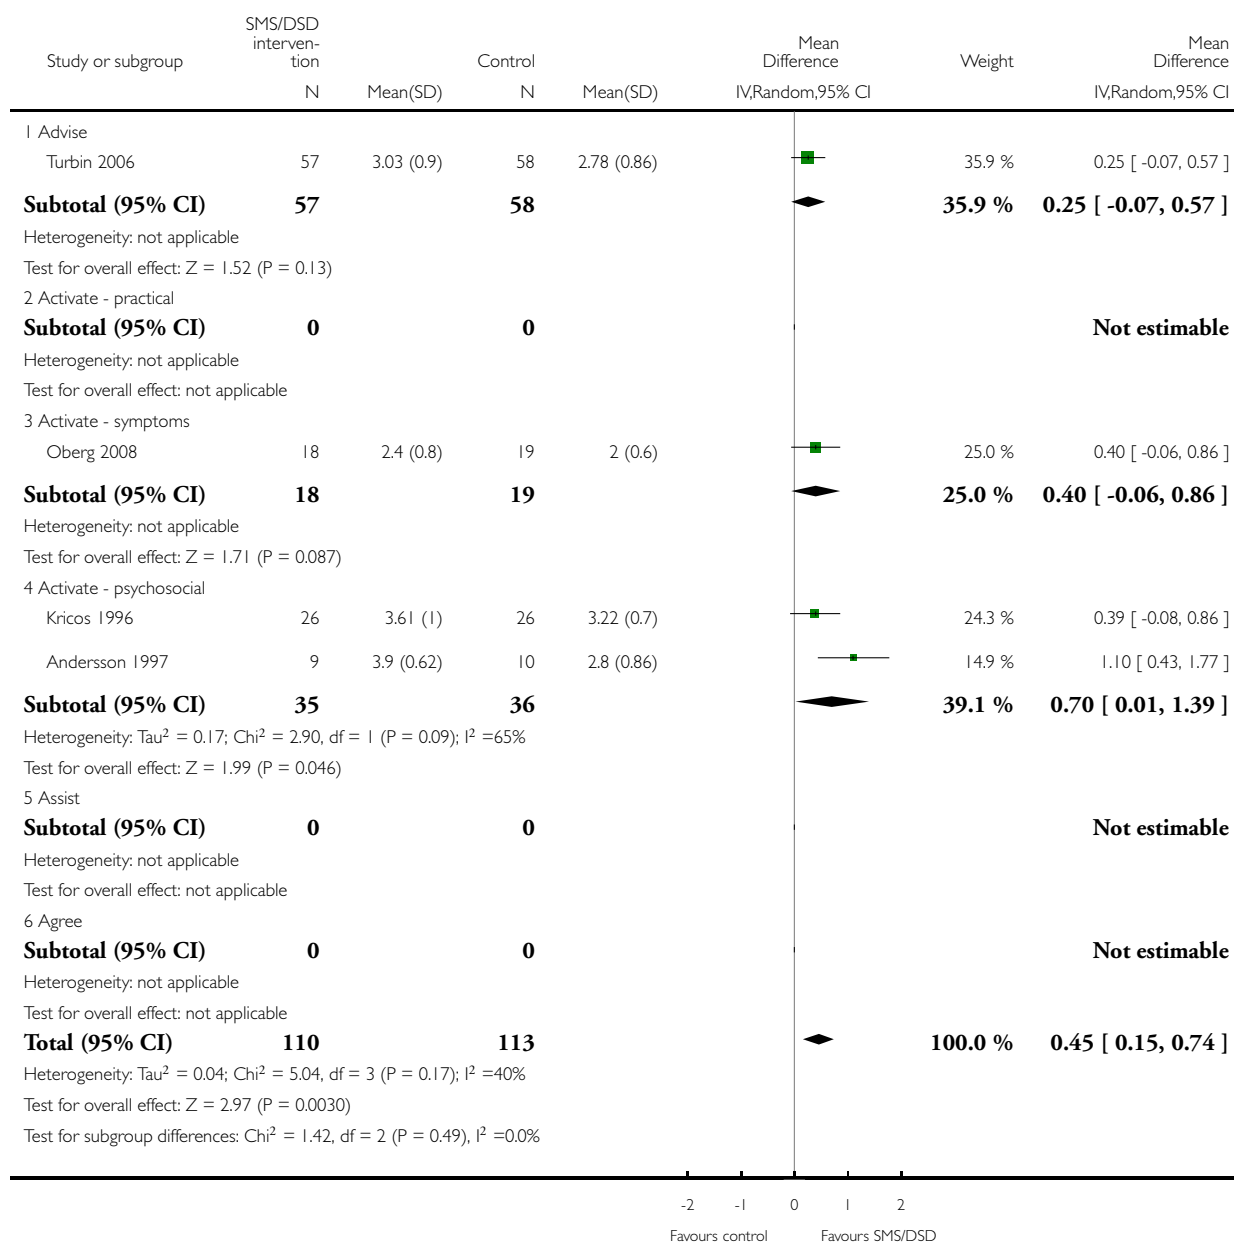 Study or subgroup SMS/DSD interven- tion Control Mean Difference Weight Mean Difference
N Mean(SD) N Mean(SD) IV,Random,95% CI IV,Random,95% CI
1 Advise
Turbin 2006 57 3.03 (0.9) 58 2.78 (0.86) 35.9 % 0.25 [ -0.07, 0.57 ]
Subtotal (95% CI) 57 58 35.9 % 0.25 [ -0.07, 0.57 ]
Heterogeneity: not applicable
Test for overall effect: Z = 1.52 (P = 0.13)
2 Activate - practical
Subtotal (95% CI) 0 0 Not estimable
Heterogeneity: not applicable
Test for overall effect: not applicable
3 Activate - symptoms
Oberg 2008 18 2.4 (0.8) 19 2 (0.6) 25.0 % 0.40 [ -0.06, 0.86 ]
Subtotal (95% CI) 18 19 25.0 % 0.40 [ -0.06, 0.86 ]
Heterogeneity: not applicable
Test for overall effect: Z = 1.71 (P = 0.087)
4 Activate - psychosocial
Kricos 1996 26 3.61 (1) 26 3.22 (0.7) 24.3 % 0.39 [ -0.08, 0.86 ]
Andersson 1997 9 3.9 (0.62) 10 2.8 (0.86) 14.9 % 1.10 [ 0.43, 1.77 ]
Subtotal (95% CI) 35 36 39.1 % 0.70 [ 0.01, 1.39 ]
Heterogeneity: Tau² = 0.17; Chi² = 2.90, df = 1 (P = 0.09); I² =65%
Test for overall effect: Z = 1.99 (P = 0.046)
5 Assist
Subtotal (95% CI) 0 0 Not estimable
Heterogeneity: not applicable
Test for overall effect: not applicable
6 Agree
Subtotal (95% CI) 0 0 Not estimable
Heterogeneity: not applicable
Test for overall effect: not applicable
Total (95% CI) 110 113 100.0 % 0.45 [ 0.15, 0.74 ]
Heterogeneity: Tau² = 0.04; Chi² = 5.04, df = 3 (P = 0.17); I² =40%
Test for overall effect: Z = 2.97 (P = 0.0030)
Test for subgroup differences: Chi² = 1.42, df = 2 (P = 0.49), I² =0.0%
-2 -1 0 1 2
Favours control Favours SMS/DSD